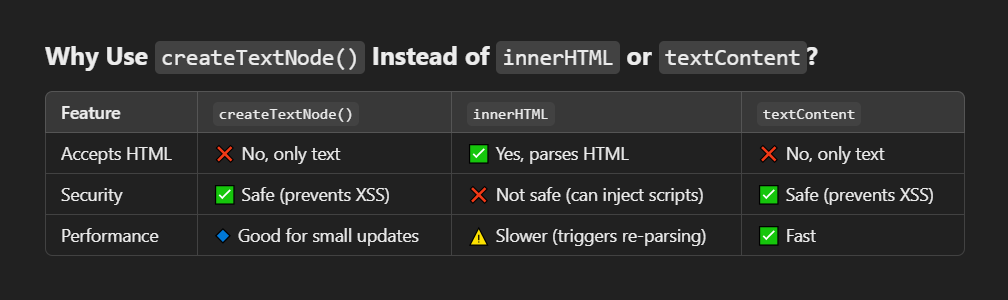 Why Use createTextNode() Instead of innerHTML or textContent?
Feature createTextNode() innerHTML textContent
Accepts HTML ❌ No, only text ✅ Yes, parses HTML ❌ No, only text
Security ✅ Safe (prevents XSS) ❌ Not safe (can inject scripts) ✅ Safe (prevents XSS)
Performance 🔹 Good for small updates ⚠️ Slower (triggers re-parsing) ✅ Fast